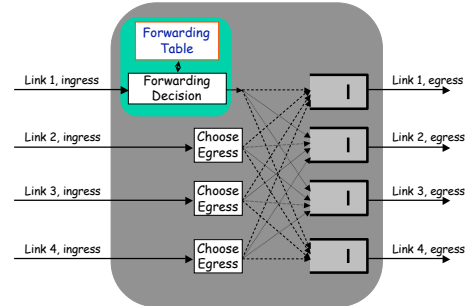 Forwarding
Table
Link 1, ingress
Forwarding
Decision
Link 1, egress
Link 2, ingress
Choose
Egress
Link 2, egress
Link 3, ingress
Choose
Egress
Link 3, egress
Link 4, ingress
Choose
Egress
Link 4, egress